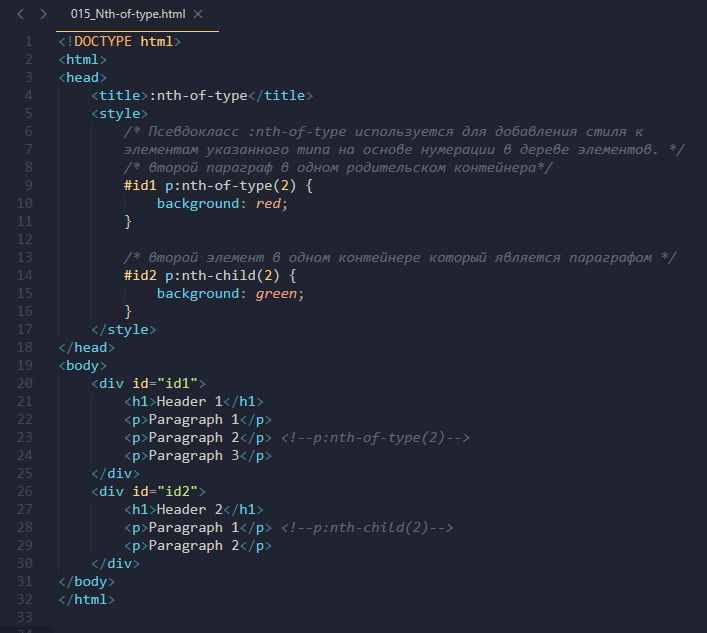 015_Nth-of-type.html
1 <!DOCTYPE html>
2 <html>
3 <head>
4 <title>:nth-of-type</title>
5 <style>
6 /* Псевдокласс :nth-of-type используется для добавления стиля к
7 элементам указанного типа на основе нумерации в дереве элементов. */
8 /* второй параграф в одном родительском контейнера*/
9 #id1 p:nth-of-type(2) {
10 background: red;
11 }
12
13 /* второй элемент в одном контейнере который является параграфом */
14 #id2 p:nth-child(2) {
15 background: green;
16 }
17 </style>
18 </head>
19 <body>
20 <div id="id1">
21 <h1>Header 1</h1>
22 <p>Paragraph 1</p>
23 <p>Paragraph 2</p> <!--p:nth-of-type(2)-->
24 <p>Paragraph 3</p>
25 </div>
26 <div id="id2">
27 <h1>Header 2</h1>
28 <p>Paragraph 1</p> <!--p:nth-child(2)-->
29 <p>Paragraph 2</p>
30 </div>
31 </body>
32 </html>
33